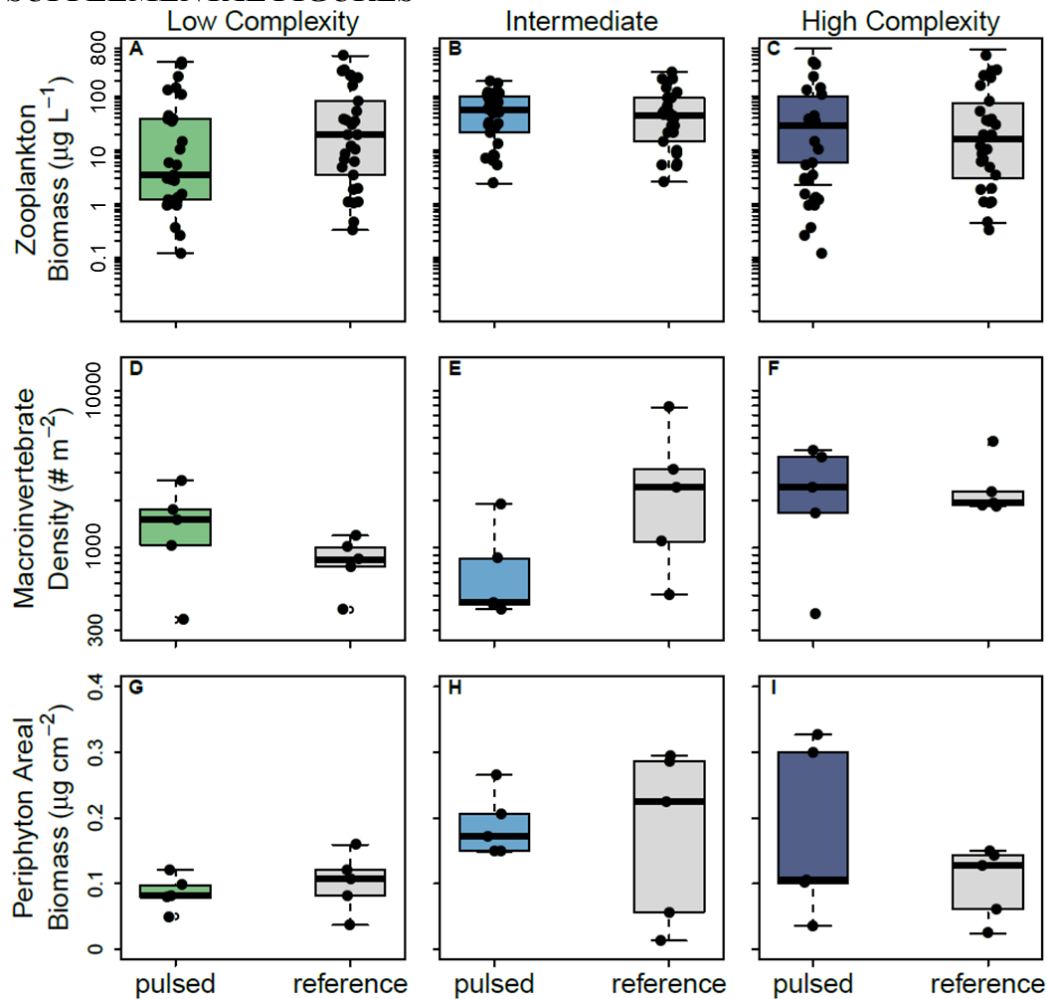 SUPPLEMENTAL FIGURES
Low Complexity Intermediate High Complexity
A B C
Zooplankton
Biomass (μg L⁻¹)
800
100
10
1
0.1
D E F
Macroinvertebrate
Density (# m⁻²)
10000
1000
300
G H I
Periphyton Areal
Biomass (μg cm⁻²)
0.4
0.3
0.2
0.1
0
pulsed reference pulsed reference pulsed reference